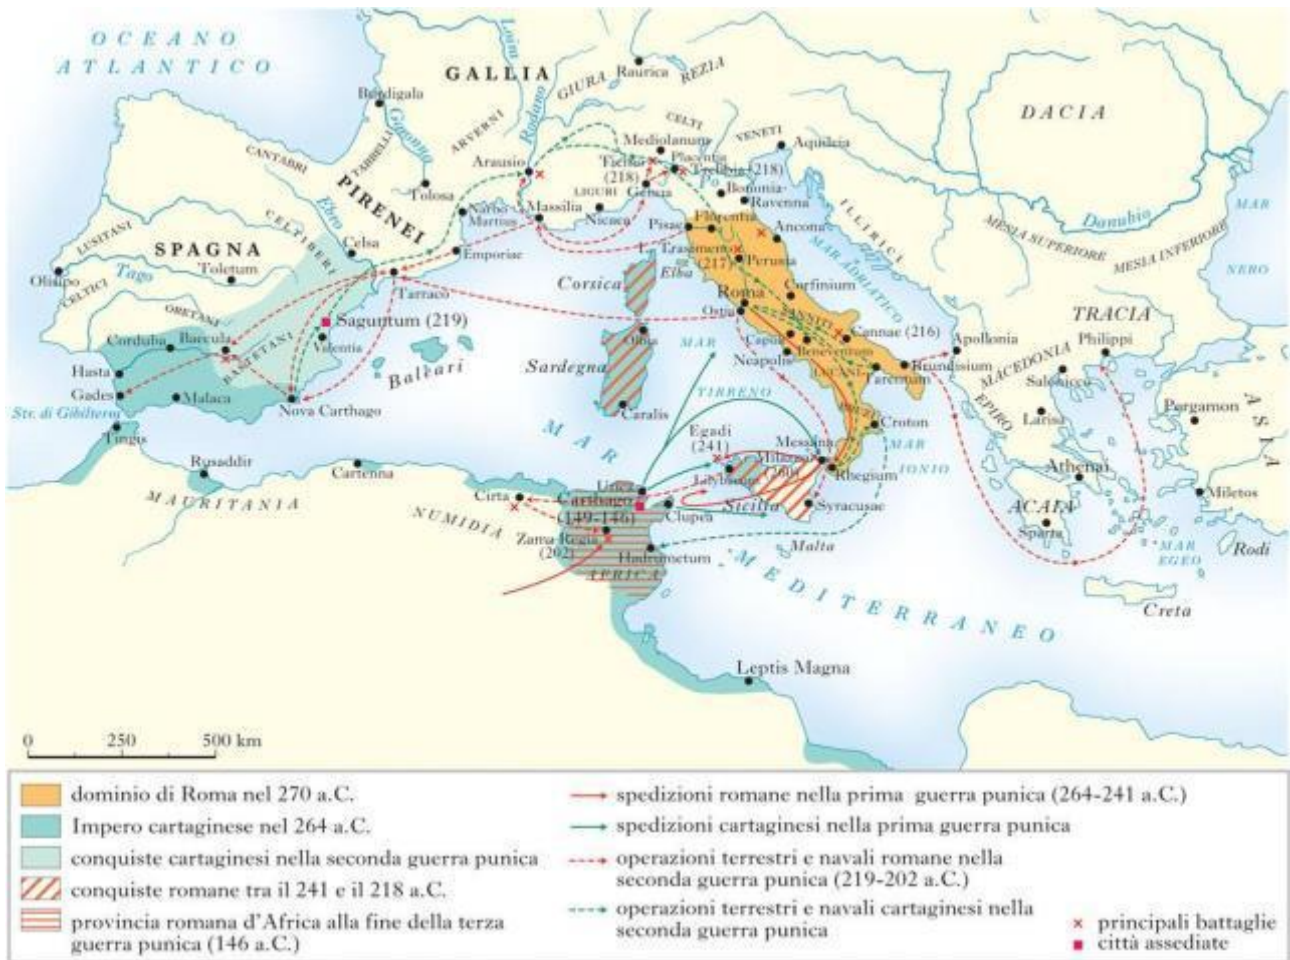 OCEANO
ATLANTICO
GALLIA
Loira
GIURA
Raurica
REZIA
DACIA
Burdigala
Garonna
ARVERNI
Rodano
CELTI
VENETI
Mediolanum
Aquileia
CANTABRI
TARBELLI
Arausio
Ticino
(218)
Placentia
Trebbia (218)
Po
PIRENEI
Tolosa
LIGURI
Genua
Bononia
Ravenna
ILLIRICI
Danubio
MAR
NERO
LUSITANI
SPAGNA
CELTIBERI
Ebro
Celsa
Narbo
Martius
Massilia
Nicaea
Pisae
Florentia
Ancona
MESIA SUPERIORE
MESIA INFERIORE
Emporiae
Trasimeno
(217)
Perusia
MAR ADRIATICO
Olisipo
Tago
Toletum
CELTICI
Tarraco
Elba
Corsica
Corfinium
TRACIA
ORETANI
Saguntum (219)
Roma
Ostia
SANNITI
Cannae (216)
Apollonia
Philippi
Corduba
Baecula
Valentia
Olbia
MAR
Capua
Beneventum
MACEDONIA
Hasta
BASTETANI
Baleari
Sardegna
Neapolis
LUCANI
Tarentum
Brundisium
EPIRO
Salonicco
Gades
Malaca
Nova Carthago
TIRRENO
Larisa
Pergamon
ASIA
Str. di Gibilterra
Caralis
Croton
Tingis
MAR
Egadi
(241)
Messana
MAR
IONIO
Athenai
Rusaddir
Cartenna
Lilybaeum
Rhegium
MAURITANIA
Cirta
Utica
Carthago
(149-146)
Sicilia
Syracusae
ACAIA
Miletos
NUMIDIA
Clupea
Sparta
Zama Regia
(202)
Hadrumetum
Malta
MAR
EGEO
Rodi
AFRICA
MEDITERRANEO
Creta
Leptis Magna
0 250 500 km
dominio di Roma nel 270 a.C.
Impero cartaginese nel 264 a.C.
conquiste cartaginesi nella seconda guerra punica
conquiste romane tra il 241 e il 218 a.C.
provincia romana d'Africa alla fine della terza
guerra punica (146 a.C.)
spedizioni romane nella prima guerra punica (264-241 a.C.)
spedizioni cartaginesi nella prima guerra punica
operazioni terrestri e navali romane nella
seconda guerra punica (219-202 a.C.)
operazioni terrestri e navali cartaginesi nella
seconda guerra punica
principali battaglie
città assediate